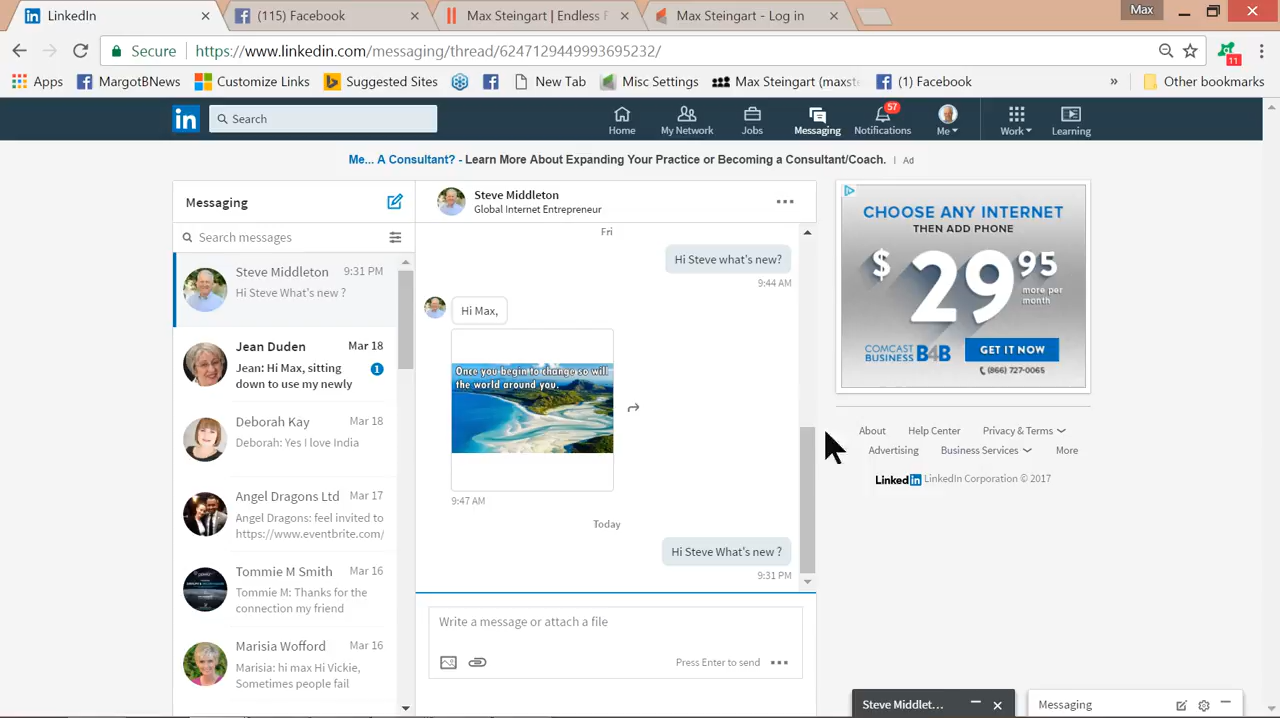 LinkedIn
(115) Facebook
Max Steingart | Endless F
Max Steingart - Log in
Max
Secure
https://www.linkedin.com/messaging/thread/6247129449993695232/
11
Apps
MargotBNews
Customize Links
Suggested Sites
New Tab
Misc Settings
Max Steingart (maxste
(1) Facebook
»
Other bookmarks
in
Search
Home
My Network
Jobs
Messaging
57
Notifications
Me
Work
Learning
Me... A Consultant? - Learn More About Expanding Your Practice or Becoming a Consultant/Coach. | Ad
Messaging
Search messages
Steve Middleton 9:31 PM
Hi Steve What's new ?
Jean Duden Mar 18
Jean: Hi Max, sitting
down to use my newly
1
Deborah Kay Mar 18
Deborah: Yes I love India
Angel Dragons Ltd Mar 17
Angel Dragons: feel invited to
https://www.eventbrite.com/
Tommie M Smith Mar 16
Tommie M: Thanks for the
connection my friend
Marisia Wofford Mar 16
Marisia: hi max Hi Vickie,
Sometimes people fail
Steve Middleton
Global Internet Entrepreneur
Fri
Hi Steve what's new?
9:44 AM
Hi Max,
Once you begin to change so will
the world around you.
9:47 AM
Today
Hi Steve What's new ?
9:31 PM
Write a message or attach a file
Press Enter to send
CHOOSE ANY INTERNET
THEN ADD PHONE
$29.95
more per
month
COMCAST
BUSINESS B4B
GET IT NOW
(866) 727-0065
About Help Center Privacy & Terms
Advertising Business Services More
Linked in LinkedIn Corporation © 2017
Steve Middlet...
Messaging